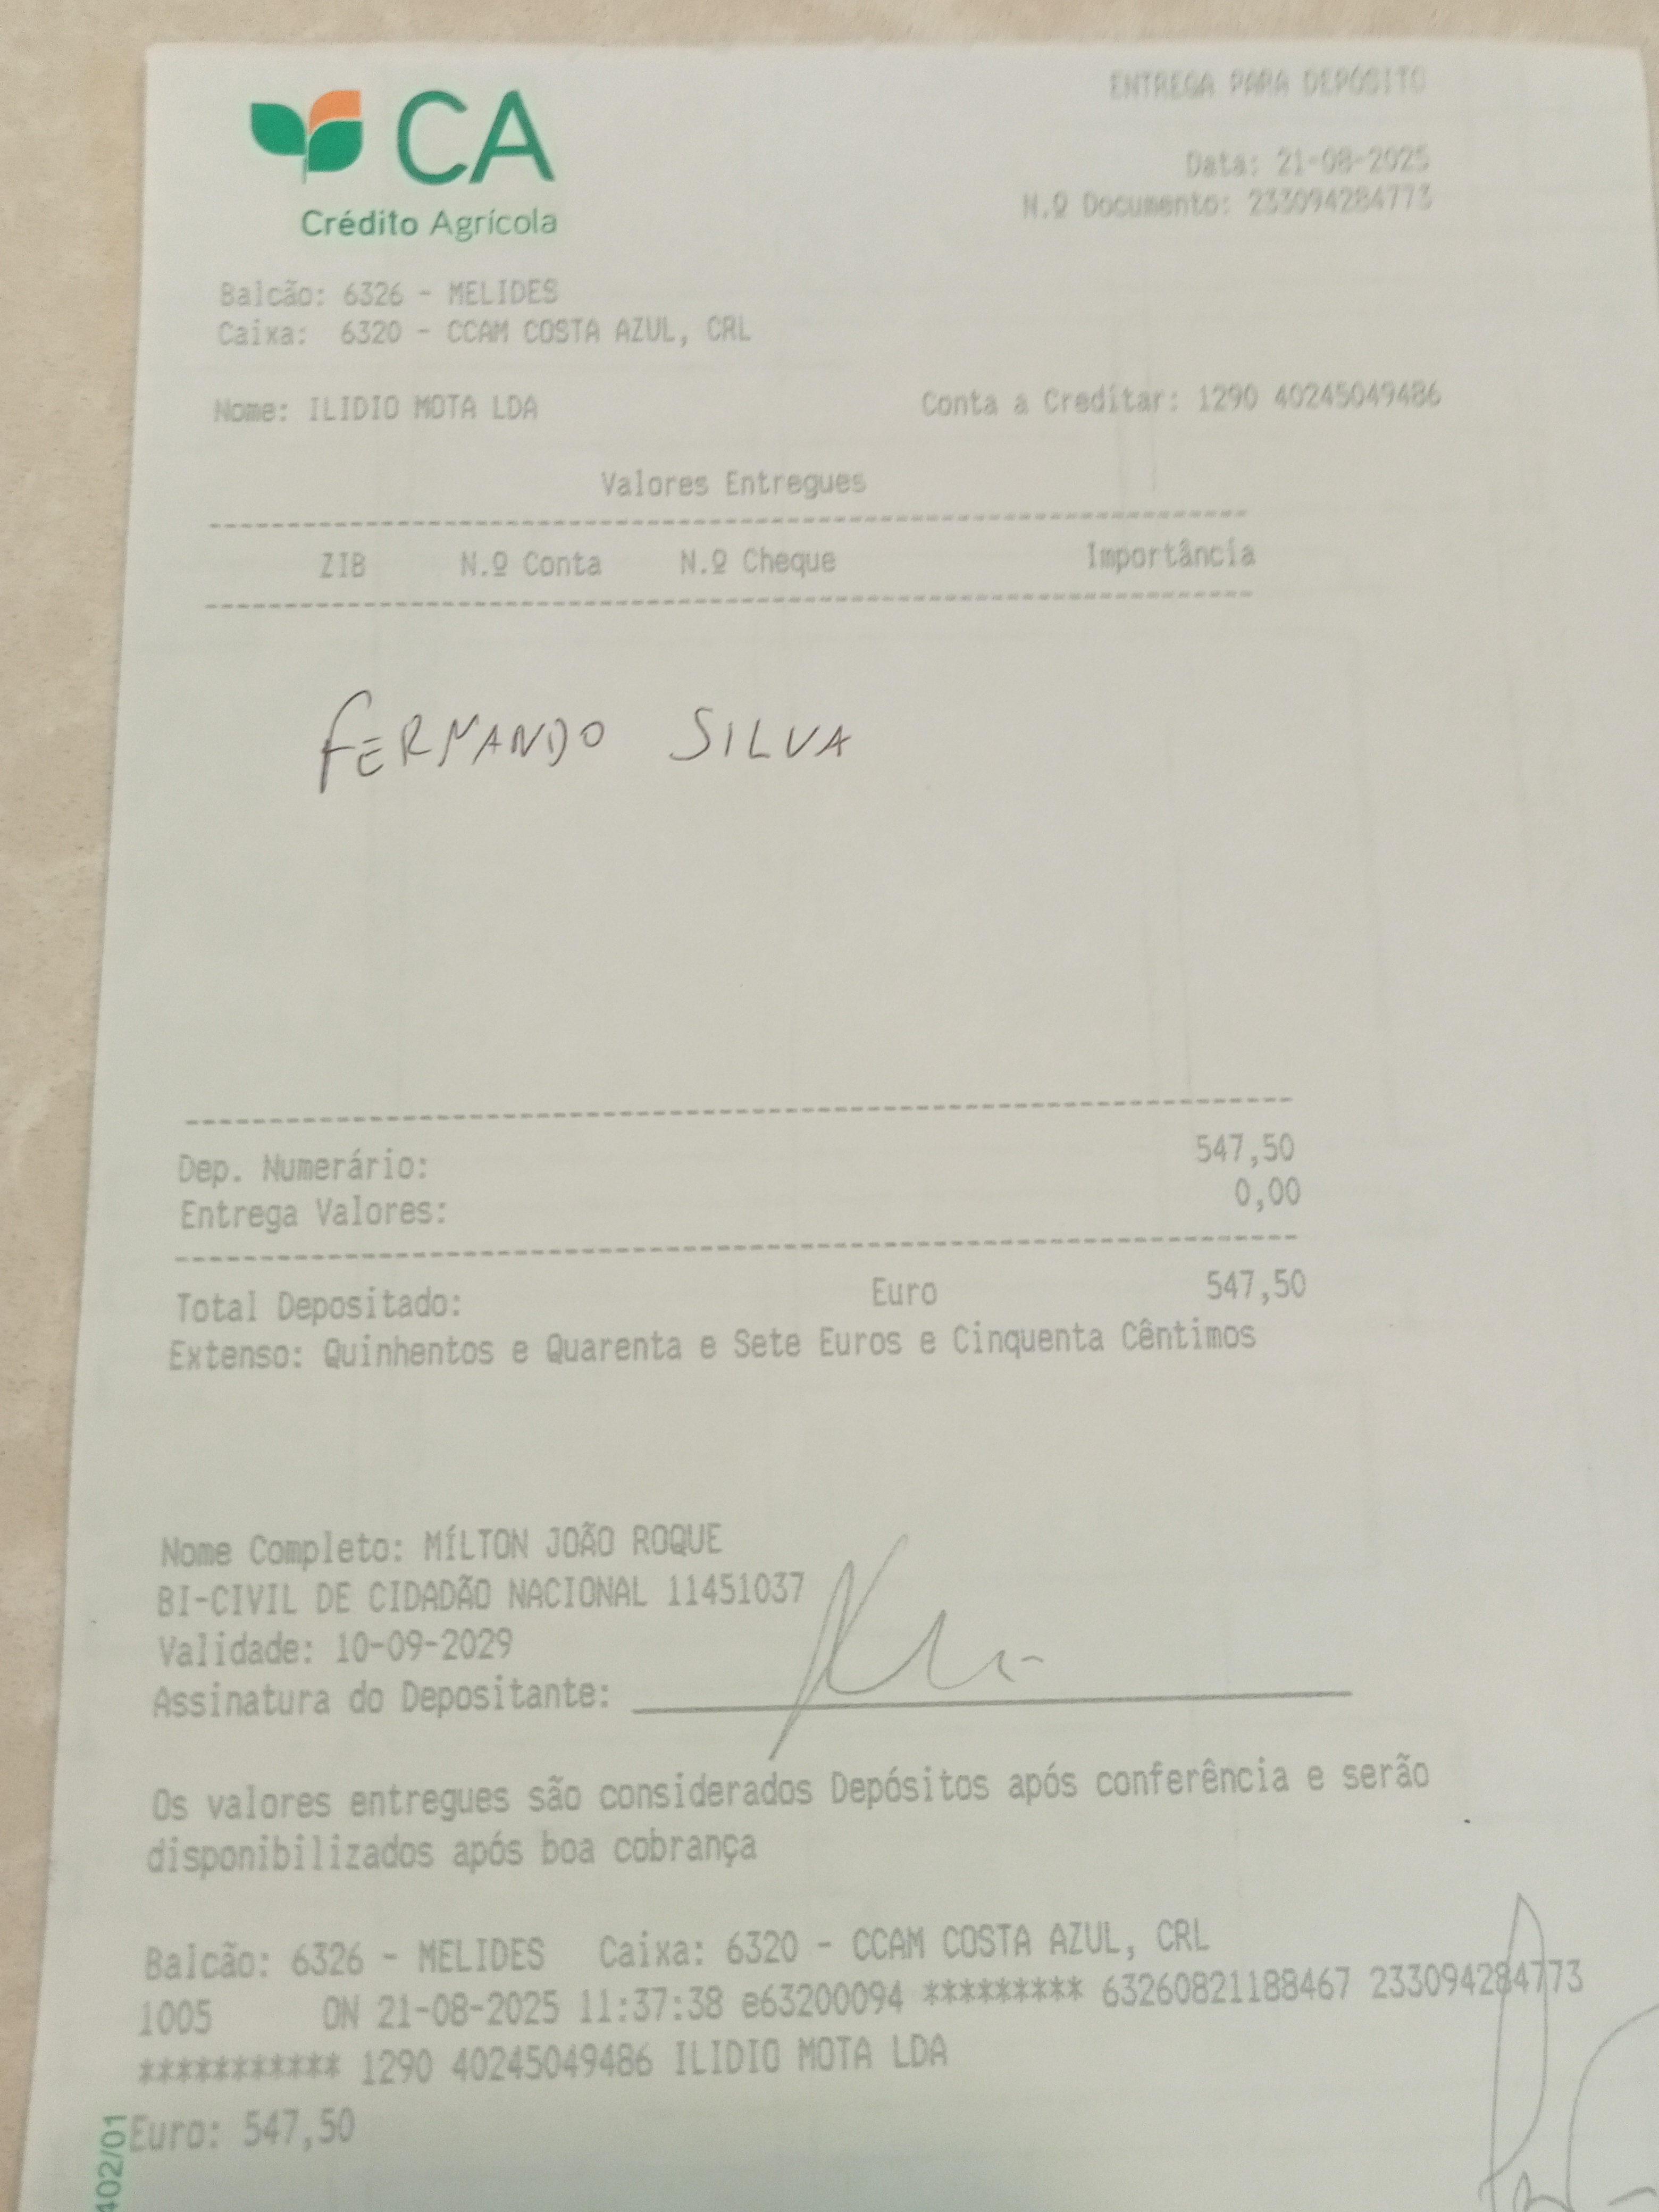 CA
Crédito Agrícola
ENTREGA PARA DEPÓSITO
Data: 21-08-2025
N.º Documento: 233094284773
Balcão: 6326 - MELIDES
Caixa: 6320 - CCAM COSTA AZUL, CRL
Nome: ILIDIO MOTA LDA Conta a Creditar: 1290 40245049486
Valores Entregues
ZIB N.º Conta N.º Cheque Importância
FERNANDO SILVA
Dep. Numerário: 547,50
Entrega Valores: 0,00
Total Depositado: Euro 547,50
Extenso: Quinhentos e Quarenta e Sete Euros e Cinquenta Cêntimos
Nome Completo: MÍLTON JOÃO ROQUE
BI-CIVIL DE CIDADÃO NACIONAL 11451037
Validade: 10-09-2029
Assinatura do Depositante:
Os valores entregues são considerados Depósitos após conferência e serão
disponibilizados após boa cobrança
Balcão: 6326 - MELIDES Caixa: 6320 - CCAM COSTA AZUL, CRL
1005 ON 21-08-2025 11:37:38 e63200094 ********* 63260821188467 233094284773
*********** 1290 40245049486 ILIDIO MOTA LDA
Euro: 547,50
402/01